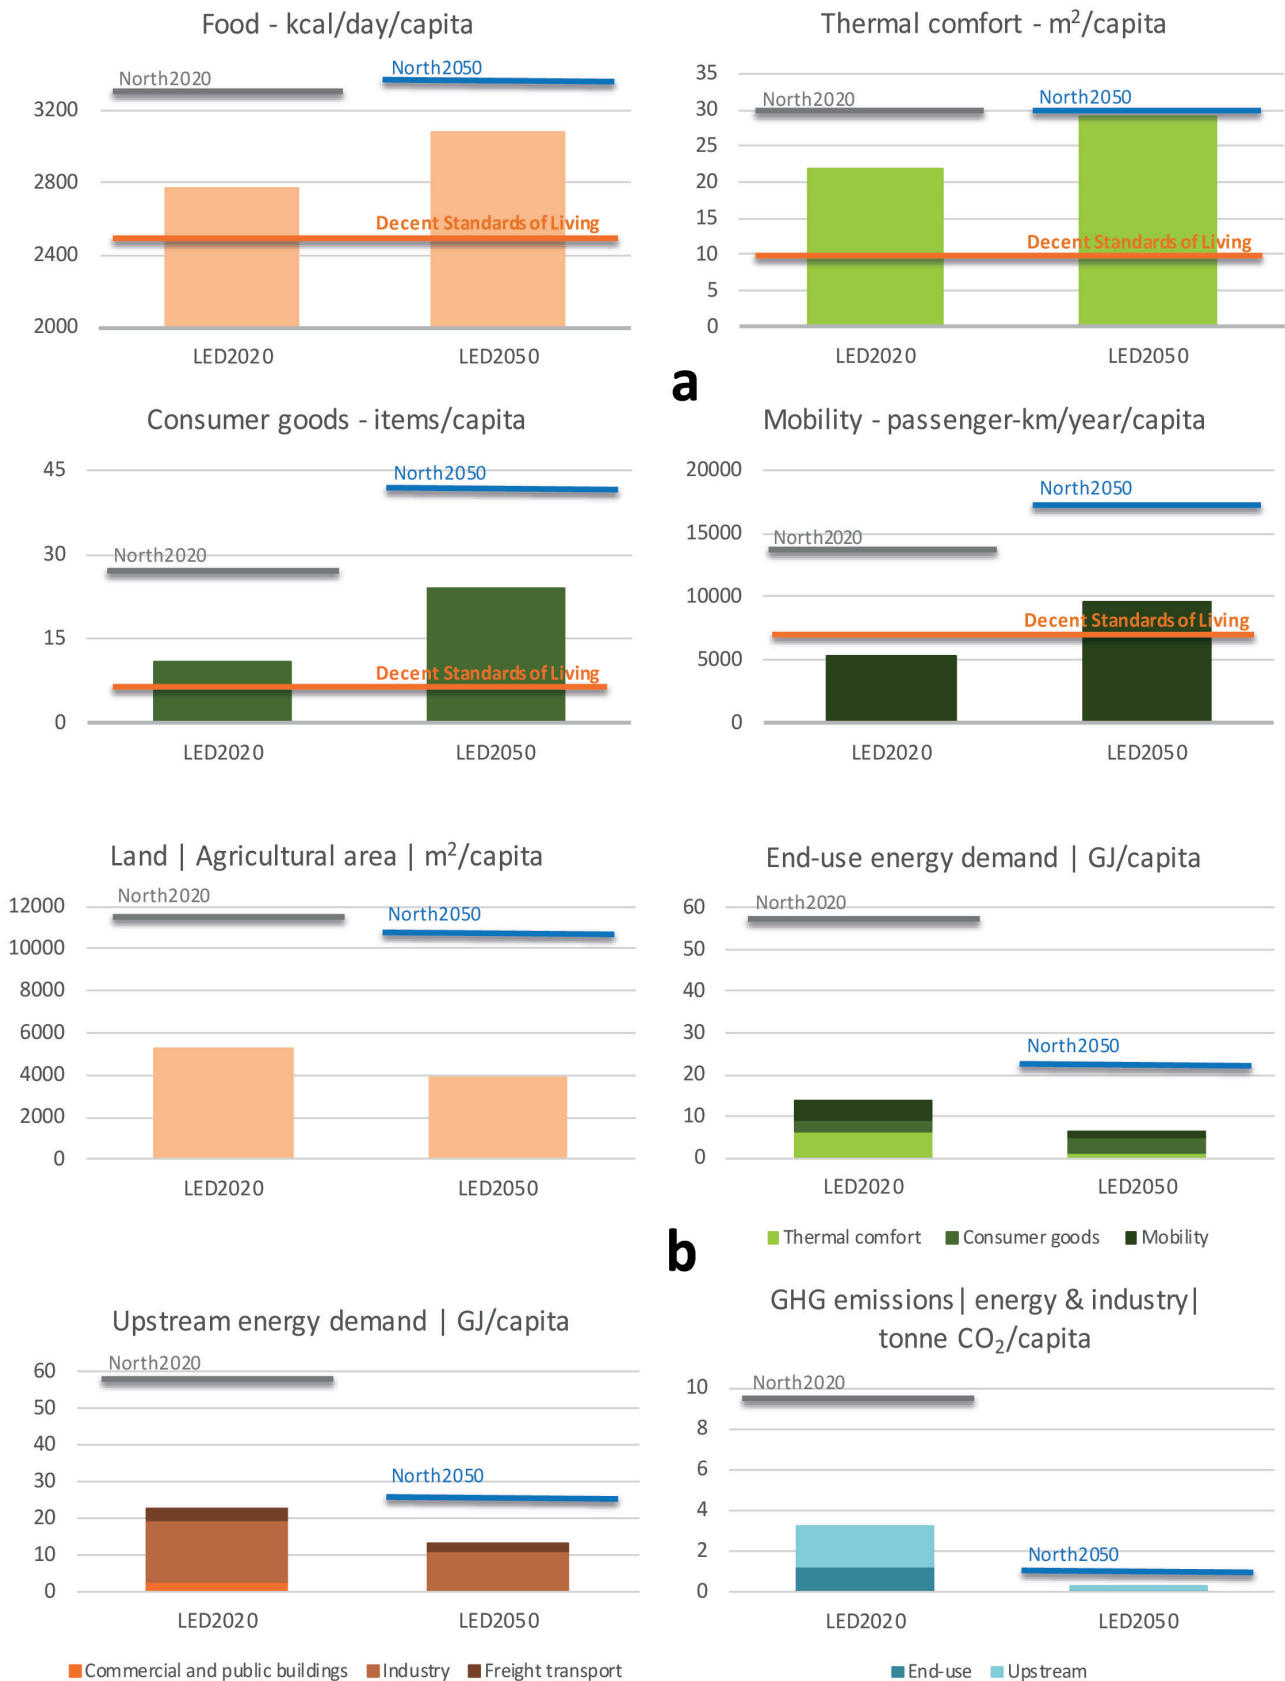 Food - kcal/day/capita
North2020
North2050
3200
2800
Decent Standards of Living
2400
2000
LED2020
LED2050
Thermal comfort - m²/capita
35
North2020
North2050
30
25
20
15
Decent Standards of Living
10
5
0
LED2020
LED2050
a
Consumer goods - items/capita
45
North2050
North2020
30
15
Decent Standards of Living
0
LED2020
LED2050
Mobility - passenger-km/year/capita
20000
North2050
15000
North2020
10000
Decent Standards of Living
5000
0
LED2020
LED2050
Land | Agricultural area | m²/capita
12000
North2020
North2050
10000
8000
6000
4000
2000
0
LED2020
LED2050
End-use energy demand | GJ/capita
60
North2020
50
40
30
North2050
20
10
0
LED2020
LED2050
Thermal comfort
Consumer goods
Mobility
b
Upstream energy demand | GJ/capita
60
North2020
50
40
30
North2050
20
10
0
LED2020
LED2050
Commercial and public buildings
Industry
Freight transport
GHG emissions| energy & industry|
tonne CO₂/capita
10
North2020
8
6
4
2
North2050
0
LED2020
LED2050
End-use
Upstream